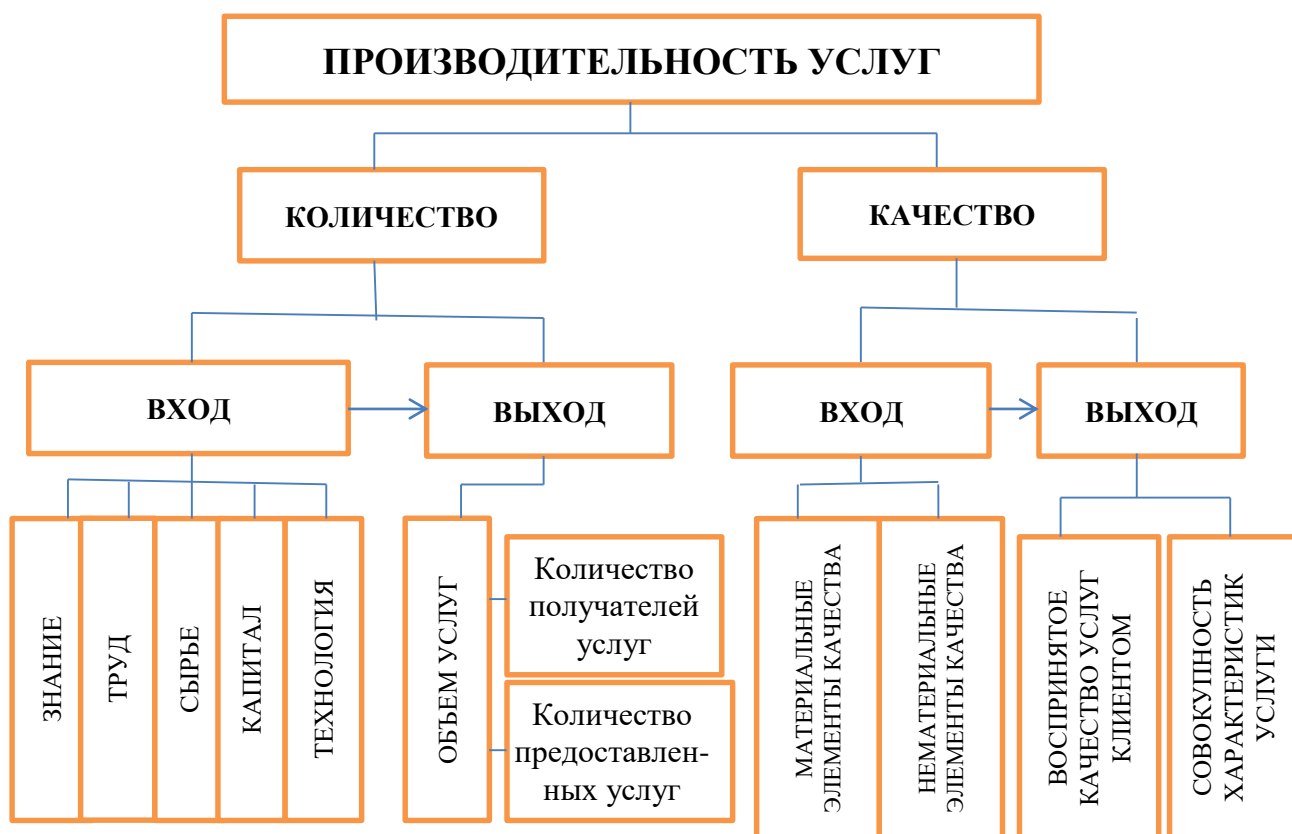 ПРОИЗВОДИТЕЛЬНОСТЬ УСЛУГ
КОЛИЧЕСТВО
КАЧЕСТВО
ВХОД
ВЫХОД
ВХОД
ВЫХОД
ЗНАНИЕ
ТРУД
СЫРЬЕ
КАПИТАЛ
ТЕХНОЛОГИЯ
ОБЪЕМ УСЛУГ
Количество
получателей
услуг
Количество
предоставлен-
ных услуг
МАТЕРИАЛЬНЫЕ
ЭЛЕМЕНТЫ КАЧЕСТВА
НЕМАТЕРИАЛЬНЫЕ
ЭЛЕМЕНТЫ КАЧЕСТВА
ВОСПРИНЯТОЕ
КАЧЕСТВО УСЛУГ
КЛИЕНТОМ
СОВОКУПНОСТЬ
ХАРАКТЕРИСТИК
УСЛУГИ